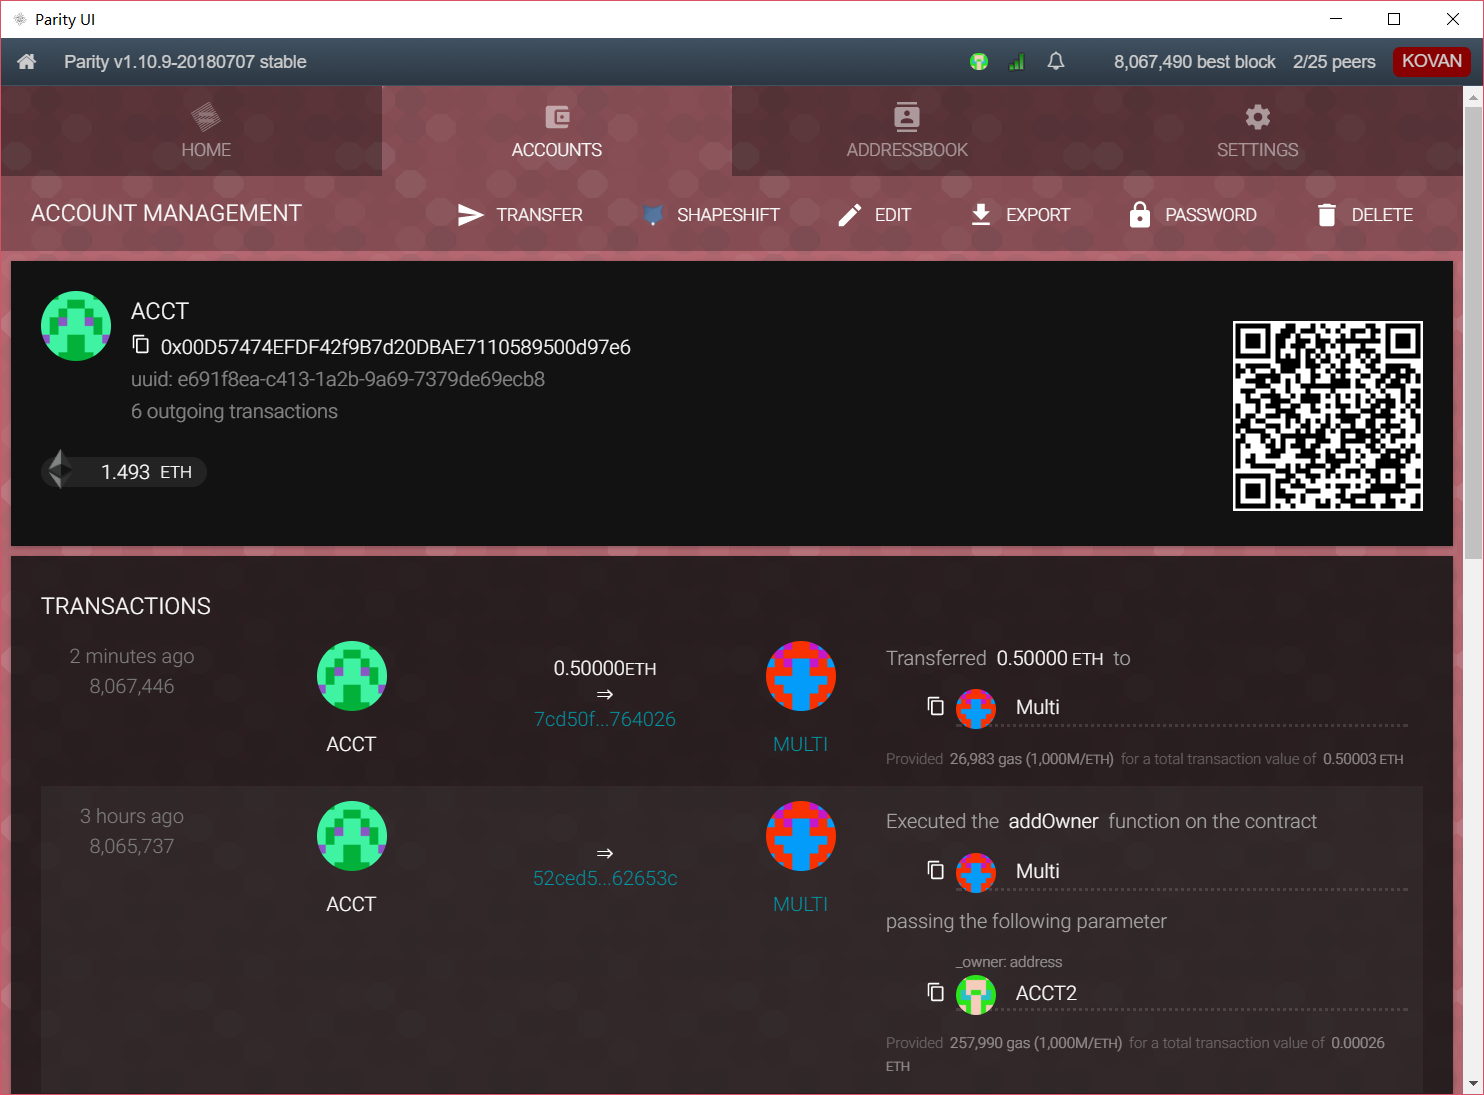 Parity UI
Parity v1.10.9-20180707 stable
8,067,490 best block 2/25 peers KOVAN
HOME ACCOUNTS ADDRESSBOOK SETTINGS
ACCOUNT MANAGEMENT TRANSFER SHAPESHIFT EDIT EXPORT PASSWORD DELETE
ACCT
0x00D57474EFDF42f9B7d20DBAE7110589500d97e6
uuid: e691f8ea-c413-1a2b-9a69-7379de69ecb8
6 outgoing transactions
1.493 ETH
TRANSACTIONS
2 minutes ago
8,067,446
ACCT
0.50000ETH
⇒
7cd50f...764026
MULTI
Transferred 0.50000 ETH to
Multi
Provided 26,983 gas (1,000M/ETH) for a total transaction value of 0.50003 ETH
3 hours ago
8,065,737
ACCT
⇒
52ced5...62653c
MULTI
Executed the addOwner function on the contract
Multi
passing the following parameter
_owner: address
ACCT2
Provided 257,990 gas (1,000M/ETH) for a total transaction value of 0.00026
ETH